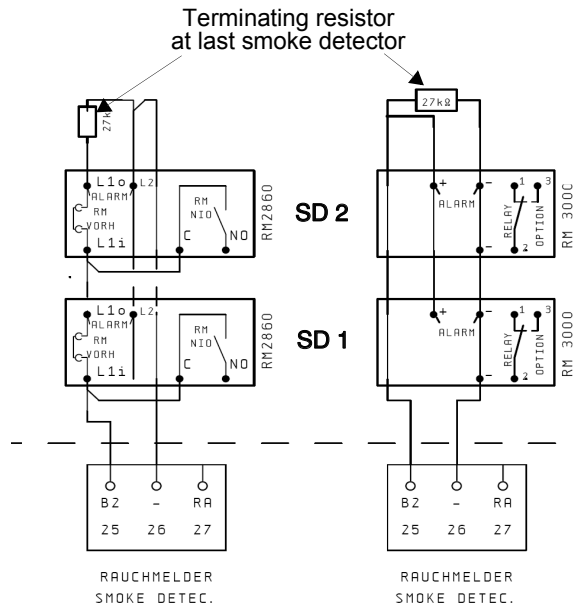 Terminating resistor
at last smoke detector
27k
27kΩ
L1o
L2
ALARM
RM
VORH
L1i
RM
NIO
C
NO
RM2860
SD 2
+
-
ALARM
-
1
3
RELAY
OPTION
2
RM 3000
L1o
L2
ALARM
RM
VORH
L1i
RM
NIO
C
NO
RM2860
SD 1
+
-
ALARM
-
1
3
RELAY
OPTION
2
RM 3000
B2 - RA
25 26 27
B2 - RA
25 26 27
RAUCHMELDER
SMOKE DETEC.
RAUCHMELDER
SMOKE DETEC.